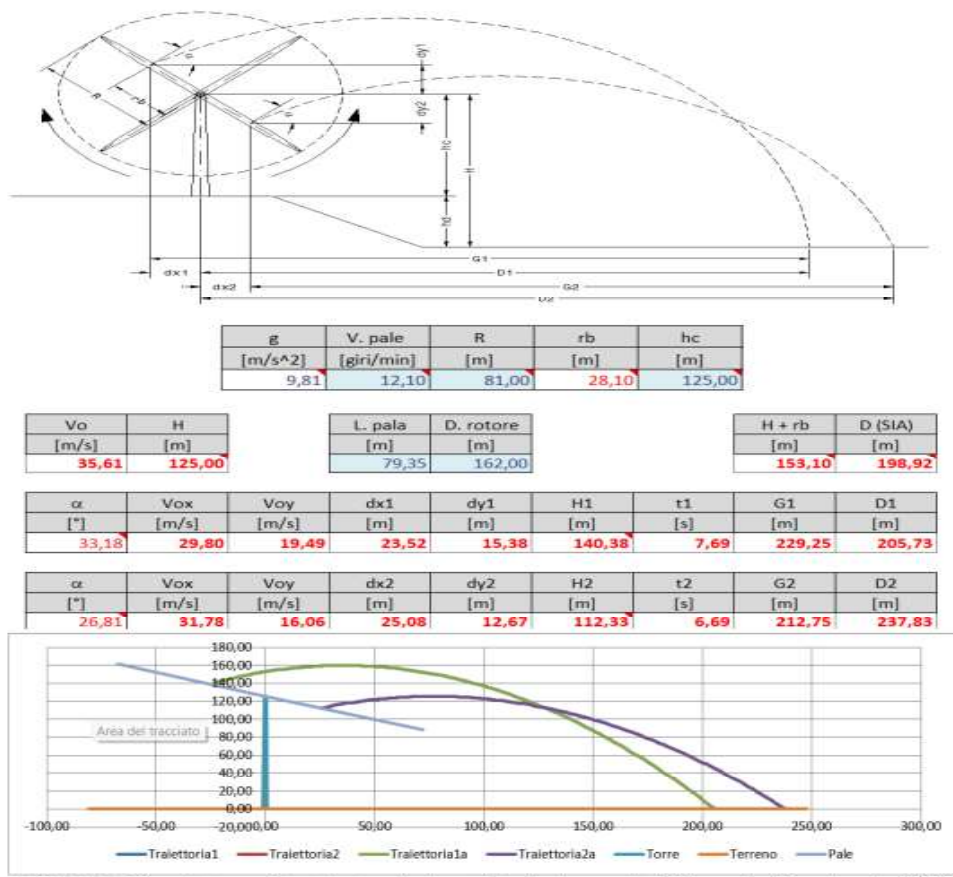 α
dy1
R
rb
α
dy2
hc
H
hd
G1
dx1
D1
dx2
G2
D2
g V. pale R rb hc
[m/s^2] [giri/min] [m] [m] [m]
9,81 12,10 81,00 28,10 125,00
Vo H L. pala D. rotore H + rb D (SIA)
[m/s] [m] [m] [m] [m] [m]
35,61 125,00 79,35 162,00 153,10 198,92
α Vox Voy dx1 dy1 H1 t1 G1 D1
[°] [m/s] [m/s] [m] [m] [m] [s] [m] [m]
33,18 29,80 19,49 23,52 15,38 140,38 7,69 229,25 205,73
α Vox Voy dx2 dy2 H2 t2 G2 D2
[°] [m/s] [m/s] [m] [m] [m] [s] [m] [m]
26,81 31,78 16,06 25,08 12,67 112,33 6,69 212,75 237,83
180,00
160,00
140,00
120,00
100,00
Area del tracciato
80,00
60,00
40,00
20,00
0,00
-20,00
-100,00 -50,00 0,00 50,00 100,00 150,00 200,00 250,00 300,00
Traiettoria1 Traiettoria2 Traiettoria1a Traiettoria2a Torre Terreno Pale